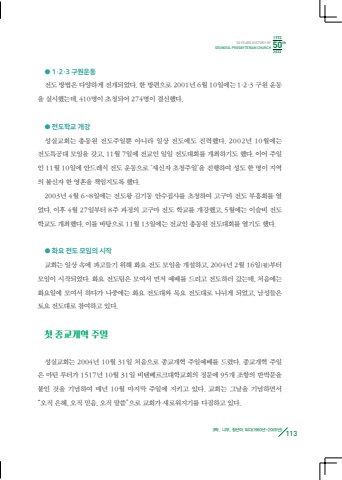 1972
50 YEARS HISTORY OF
SEONGSIL PRESBYTERIAN CHURCH
50th
2022
● 1·2·3 구원운동
전도 방법은 다양하게 전개되었다. 한 방편으로 2001년 6월 10일에는 1·2·3 구원 운동
을 실시했는데, 410명이 초청되어 274명이 결신했다.
● 전도학교 개강
성실교회는 총동원 전도주일뿐 아니라 일상 전도에도 진력했다. 2002년 10월에는
전도특공대 모임을 갖고, 11월 7일에 전교인 일일 전도대회를 개최하기도 했다. 이어 주일
인 11월 10일에 안드레식 전도 운동으로 '새신자 초청주일'을 진행하여 성도 한 명이 지역
의 불신자 한 영혼을 책임지도록 했다.
2003년 4월 6~8일에는 전도왕 김기동 안수집사를 초청하여 고구마 전도 부흥회를 열
었다. 이후 4월 27일부터 8주 과정의 고구마 전도 학교를 개강했고, 5월에는 이슬비 전도
학교도 개최했다. 이를 바탕으로 11월 13일에는 전교인 총동원 전도대회를 열기도 했다.
● 화요 전도 모임의 시작
교회는 일상 속에 파고들기 위해 화요 전도 모임을 개설하고, 2004년 2월 16일(월)부터
모임이 시작되었다. 화요 전도팀은 모여서 먼저 예배를 드리고 전도하러 갔는데, 처음에는
화요일에 모여서 하다가 나중에는 화요 전도대와 목요 전도대로 나뉘게 되었고, 남성들은
토요 전도대로 참여하고 있다.
첫 종교개혁 주일
성실교회는 2004년 10월 31일 처음으로 종교개혁 주일예배를 드렸다. 종교개혁 주일
은 마틴 루터가 1517년 10월 31일 비텐베르크대학교회의 정문에 95개 조항의 반박문을
붙인 것을 기념하여 매년 10월 마지막 주일에 지키고 있다. 교회는 그날을 기념하면서
"오직 은혜, 오직 믿음, 오직 말씀"으로 교회가 새로워지기를 다짐하고 있다.
113